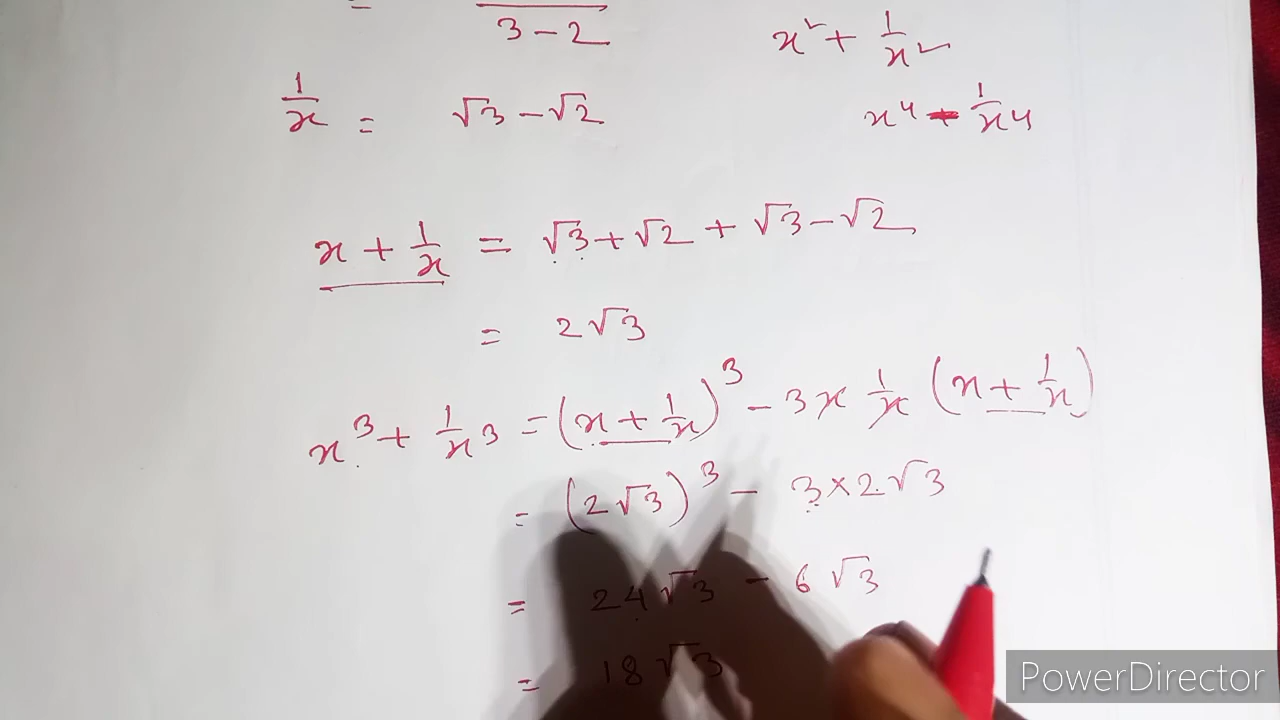 = 3 − 2
x² + 1/x²
1/x = √3 − √2
x⁴ - 1/x⁴
x + 1/x = √3 + √2 + √3 − √2
= 2√3
x³ + 1/x³ = (x + 1/x)³ − 3x 1/x (x + 1/x)
= (2√3)³ − 3×2√3
= 24√3 − 6√3
= 18√3
PowerDirector